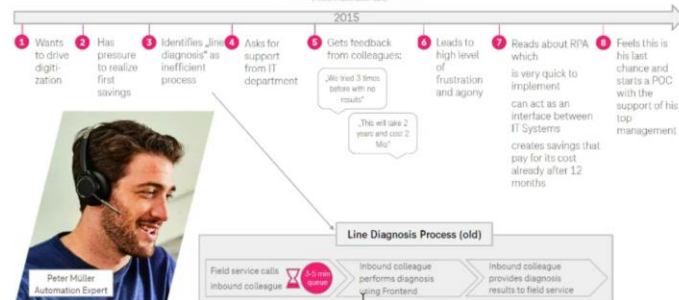 2015
1 Wants
to drive
digiti-
zation
2 Has
pressure
to realize
first
savings
3 Identifies „line
diagnosis" as
inefficient
process
4 Asks for
support
from IT
department
5 Gets feedback
from colleagues:
„We tried 3 times
before with no
results"
„This will take 2
years and cost 2
Mio"
6 Leads to
high level
of
frustration
and agony
7 Reads about RPA
which
is very quick to
implement
can act as an
interface between
IT Systems
creates savings that
pay for its cost
already after 12
months
8 Feels this is
his last
chance and
starts a POC
with the
support of his
top
management
Peter Müller
Automation Expert
Line Diagnosis Process (old)
Field service calls
inbound colleague
3-5 min
queue
Inbound colleague
performs diagnosis
using Frontend
Inbound colleague
provides diagnosis
results to field service